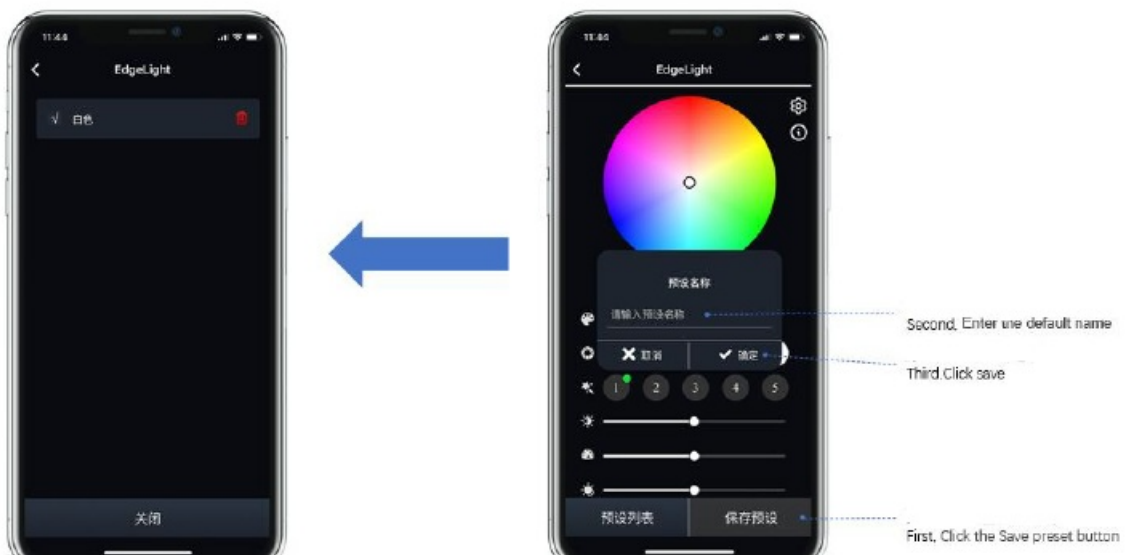 11:44
EdgeLight
√ 白色
关闭
11:44
EdgeLight
预设名称
请输入预设名称
取消
确定
1 2 3 4 5
预设列表
保存预设
Second, Enter the default name
Third.Click save
First, Click the Save preset button